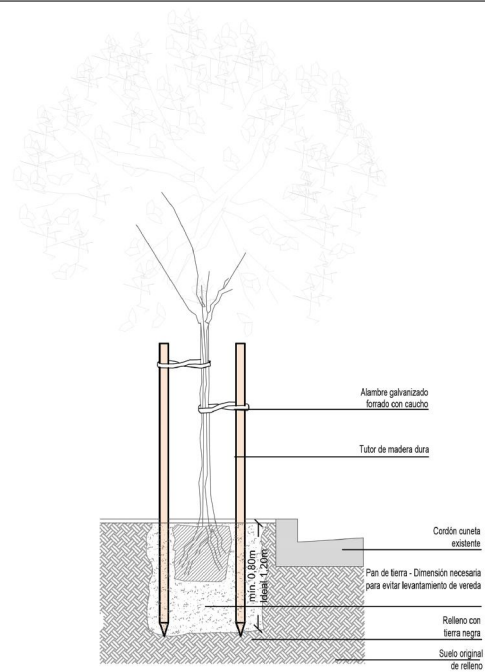 Alambre galvanizado
forrado con caucho
Tutor de madera dura
Cordón cuneta
existente
Pan de tierra - Dimensión necesaria
para evitar levantamiento de vereda
min. 0,80m
Ideal 1,20m
Relleno con
tierra negra
Suelo original
de relleno